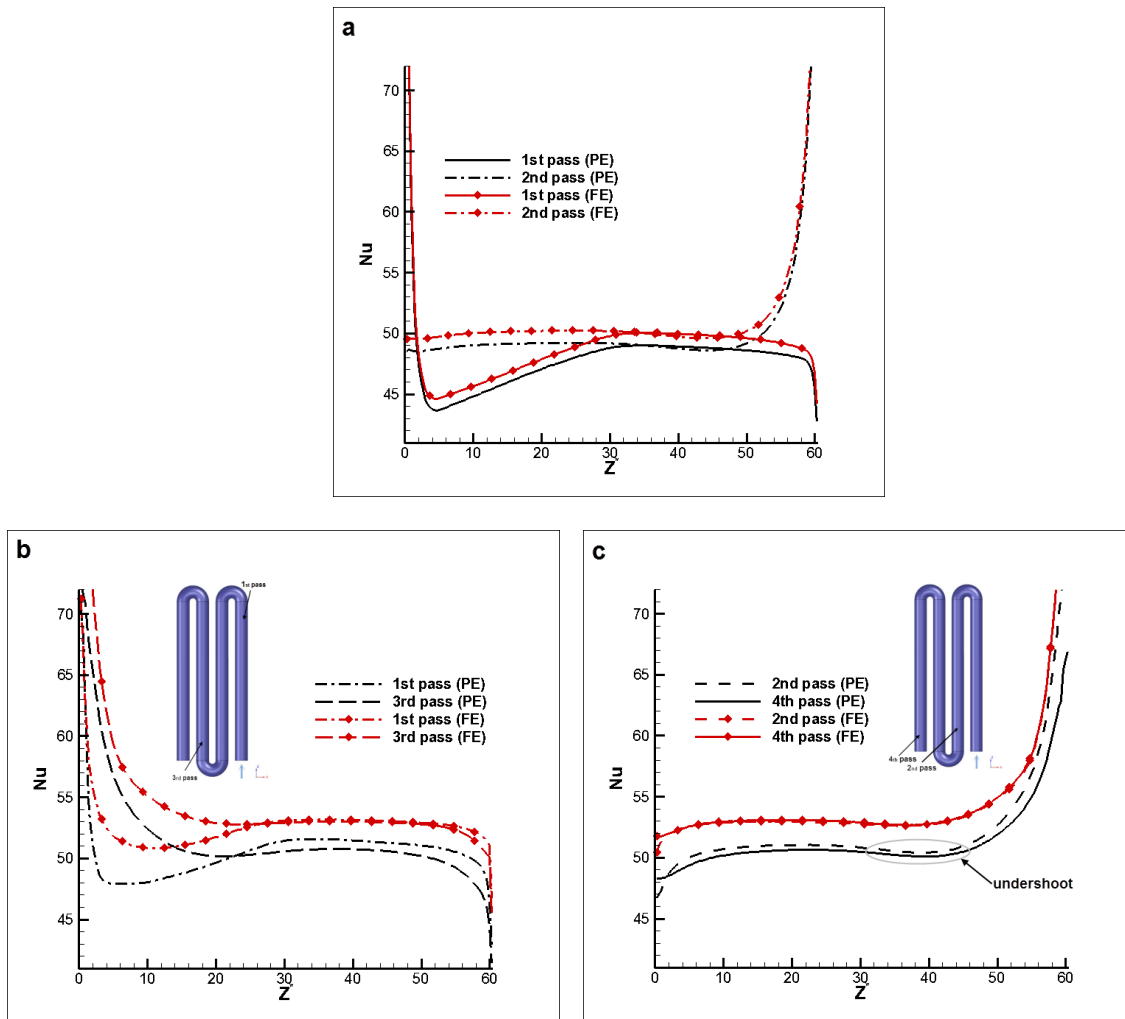 a
70
65
60
55
50
45
Nu
1st pass (PE)
2nd pass (PE)
1st pass (FE)
2nd pass (FE)
0 10 20 30 40 50 60
Z*
b
70
65
60
55
50
45
Nu
1st pass
3rd pass
1st pass (PE)
3rd pass (PE)
1st pass (FE)
3rd pass (FE)
0 10 20 30 40 50 60
Z*
c
70
65
60
55
50
45
Nu
4th pass
2nd pass
2nd pass (PE)
4th pass (PE)
2nd pass (FE)
4th pass (FE)
undershoot
0 10 20 30 40 50 60
Z*